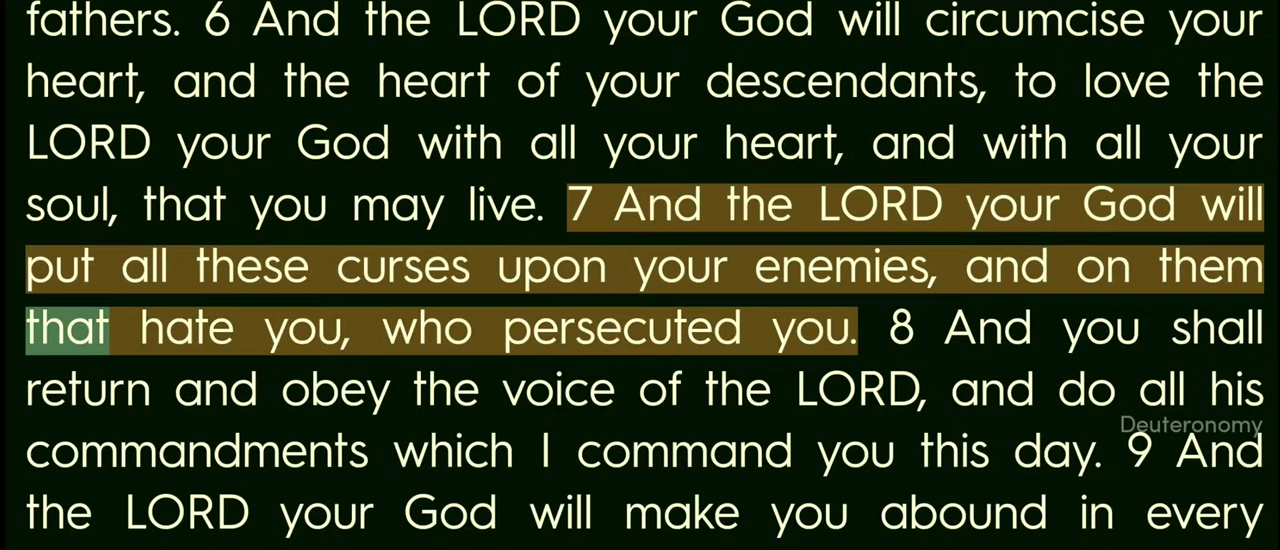 fathers. 6 And the LORD your God will circumcise your
heart, and the heart of your descendants, to love the
LORD your God with all your heart, and with all your
soul, that you may live. 7 And the LORD your God will
put all these curses upon your enemies, and on them
that hate you, who persecuted you. 8 And you shall
return and obey the voice of the LORD, and do all his
Deuteronomy
commandments which I command you this day. 9 And
the LORD your God will make you abound in every